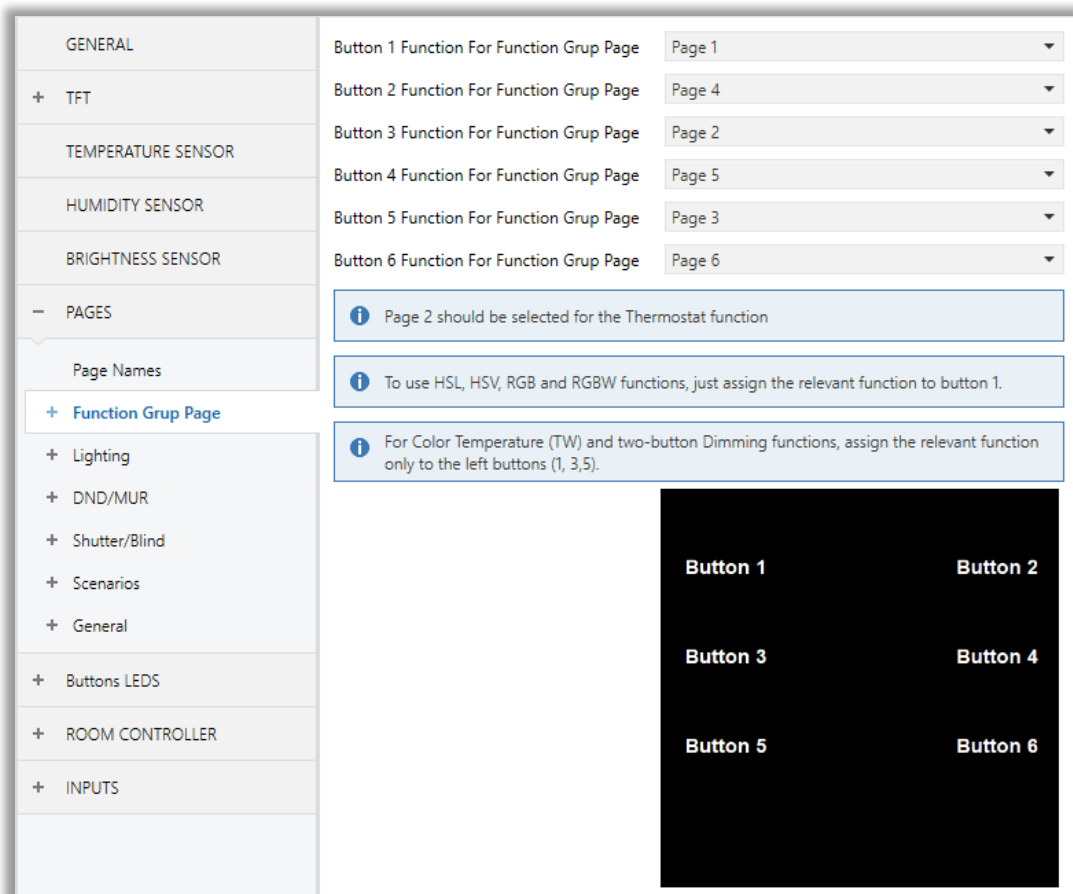 GENERAL
+ TFT
TEMPERATURE SENSOR
HUMIDITY SENSOR
BRIGHTNESS SENSOR
− PAGES
Page Names
+ Function Grup Page
+ Lighting
+ DND/MUR
+ Shutter/Blind
+ Scenarios
+ General
+ Buttons LEDS
+ ROOM CONTROLLER
+ INPUTS
Button 1 Function For Function Grup Page Page 1
Button 2 Function For Function Grup Page Page 4
Button 3 Function For Function Grup Page Page 2
Button 4 Function For Function Grup Page Page 5
Button 5 Function For Function Grup Page Page 3
Button 6 Function For Function Grup Page Page 6
Page 2 should be selected for the Thermostat function
To use HSL, HSV, RGB and RGBW functions, just assign the relevant function to button 1.
For Color Temperature (TW) and two-button Dimming functions, assign the relevant function
only to the left buttons (1, 3,5).
Button 1 Button 2
Button 3 Button 4
Button 5 Button 6